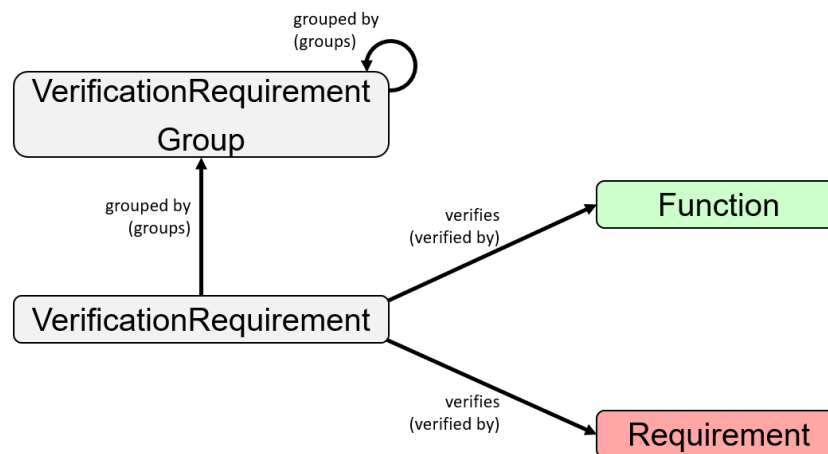 grouped by
(groups)
VerificationRequirement
Group
grouped by
(groups)
verifies
(verified by)
Function
VerificationRequirement
verifies
(verified by)
Requirement